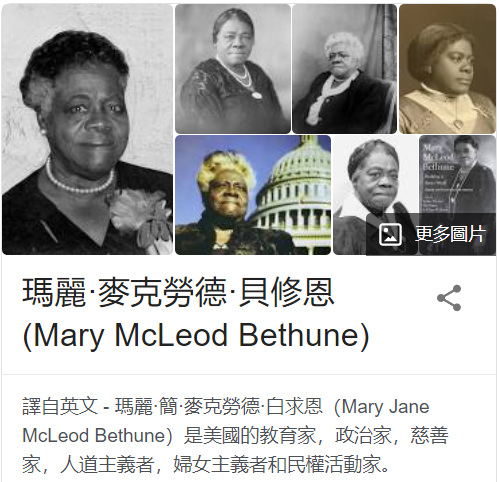 Mary
McLeod
Bethune
更多圖片
瑪麗·麥克勞德·貝修恩
(Mary McLeod Bethune)
譯自英文 - 瑪麗·簡·麥克勞德·白求恩（Mary Jane
McLeod Bethune）是美國的教育家，政治家，慈善
家，人道主義者，婦女主義者和民權活動家。